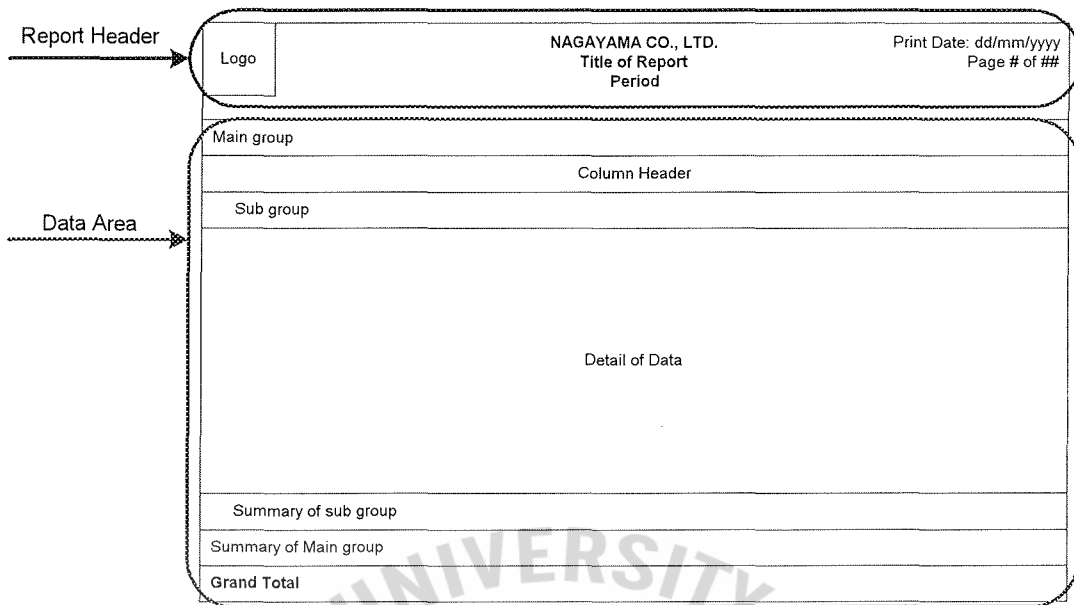 Report Header
Logo
NAGAYAMA CO., LTD.
Title of Report
Period
Print Date: dd/mm/yyyy
Page # of ##
Main group
Column Header
Sub group
Data Area
Detail of Data
Summary of sub group
Summary of Main group
Grand Total
UNIVERSITY